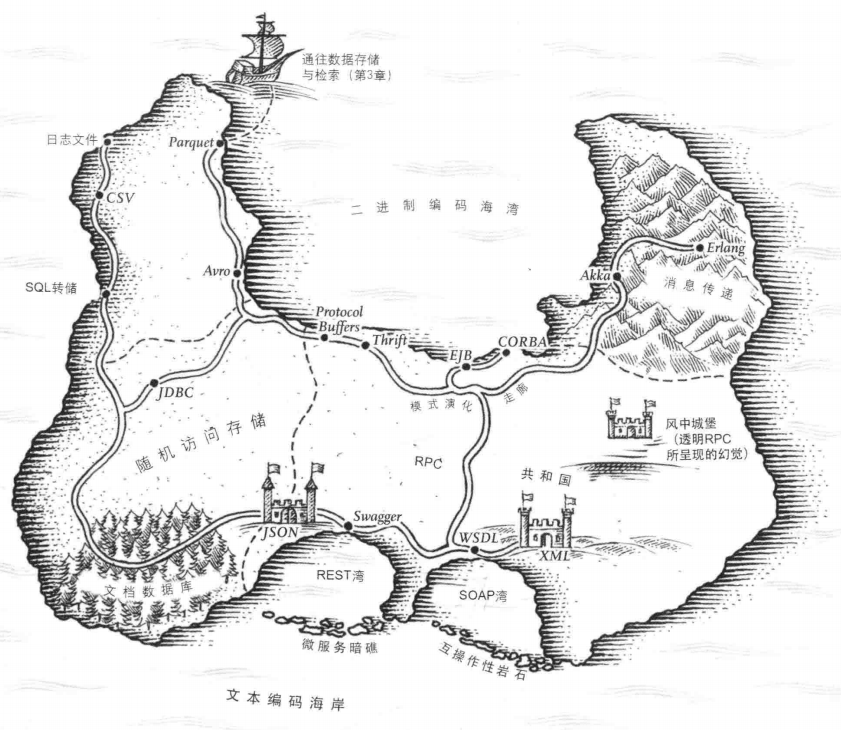 通往数据存储
与检索（第3章）
日志文件
Parquet
CSV
二进制编码海湾
Erlang
Avro
Akka
消息传递
SQL转储
Protocol
Buffers
Thrift
CORBA
EJB
JDBC
模式演化
走廊
风中城堡
（透明RPC
所呈现的幻觉）
随机访问存储
RPC
共和国
Swagger
JSON
WSDL
XML
REST湾
文档数据库
SOAP湾
微服务暗礁
互操作性岩石
文本编码海岸